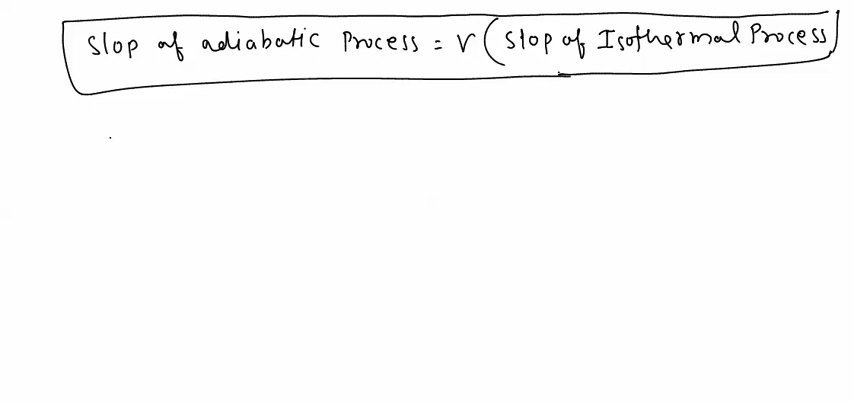 Slop of adiabatic Process = γ (Slop of Isothermal Process)